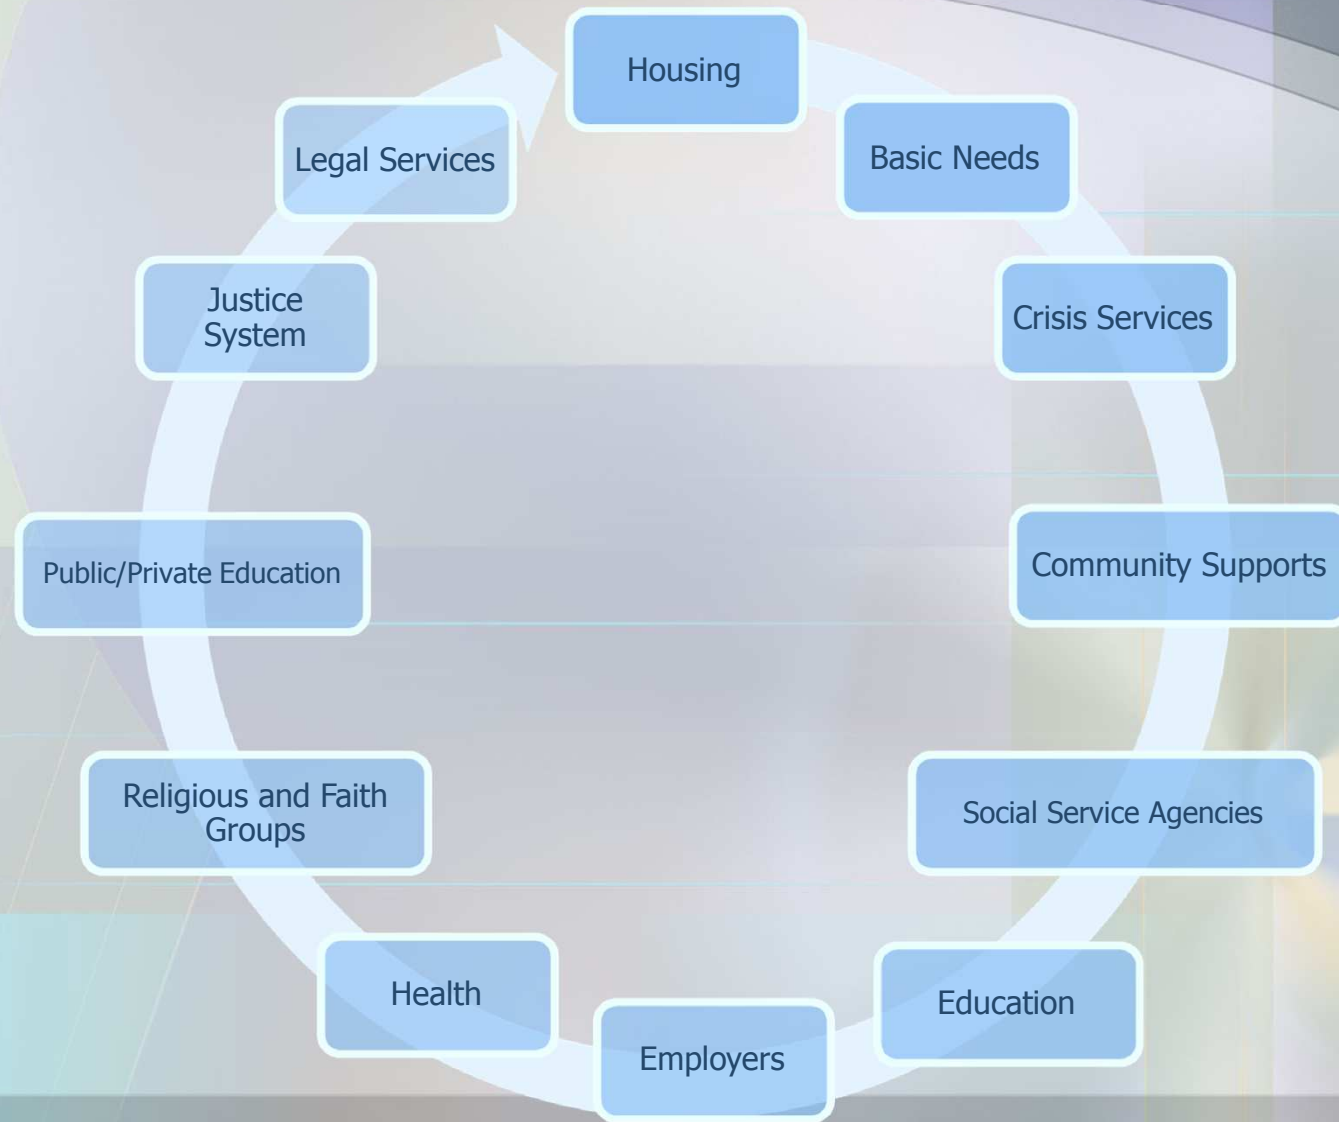 Housing
Basic Needs
Crisis Services
Community Supports
Social Service Agencies
Education
Employers
Health
Religious and Faith
Groups
Public/Private Education
Justice
System
Legal Services